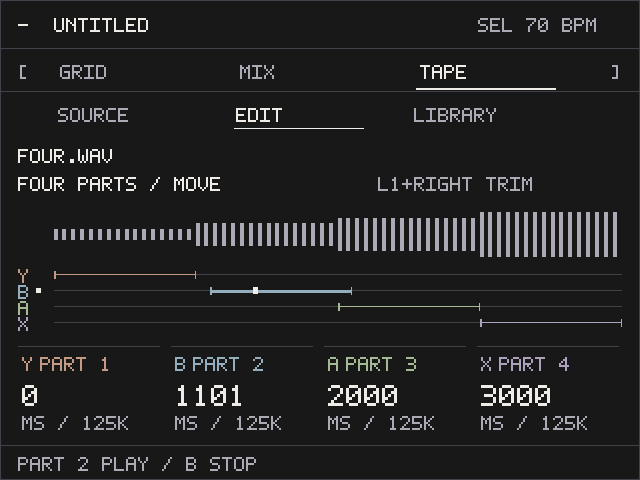 — UNTITLED SEL 70 BPM
[ GRID MIX TAPE ]
SOURCE EDIT LIBRARY
FOUR.WAV
FOUR PARTS / MOVE L1+RIGHT TRIM
Y
B
A
X
Y PART 1 B PART 2 A PART 3 X PART 4
0 1101 2000 3000
MS / 125K MS / 125K MS / 125K MS / 125K
PART 2 PLAY / B STOP